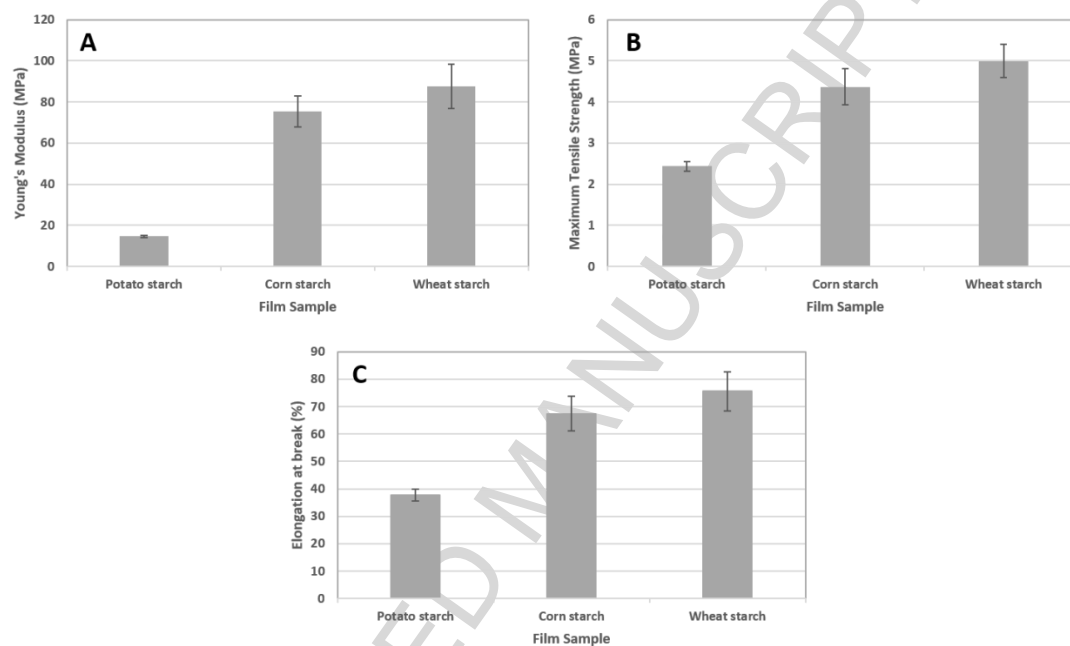 A
Young's Modulus (MPa)
120
100
80
60
40
20
0
Potato starch Corn starch Wheat starch
Film Sample
B
Maximum Tensile Strength (MPa)
6
5
4
3
2
1
0
Potato starch Corn starch Wheat starch
Film Sample
C
Elongation at break (%)
90
80
70
60
50
40
30
20
10
0
Potato starch Corn starch Wheat starch
Film Sample
ED MANUSCRIP